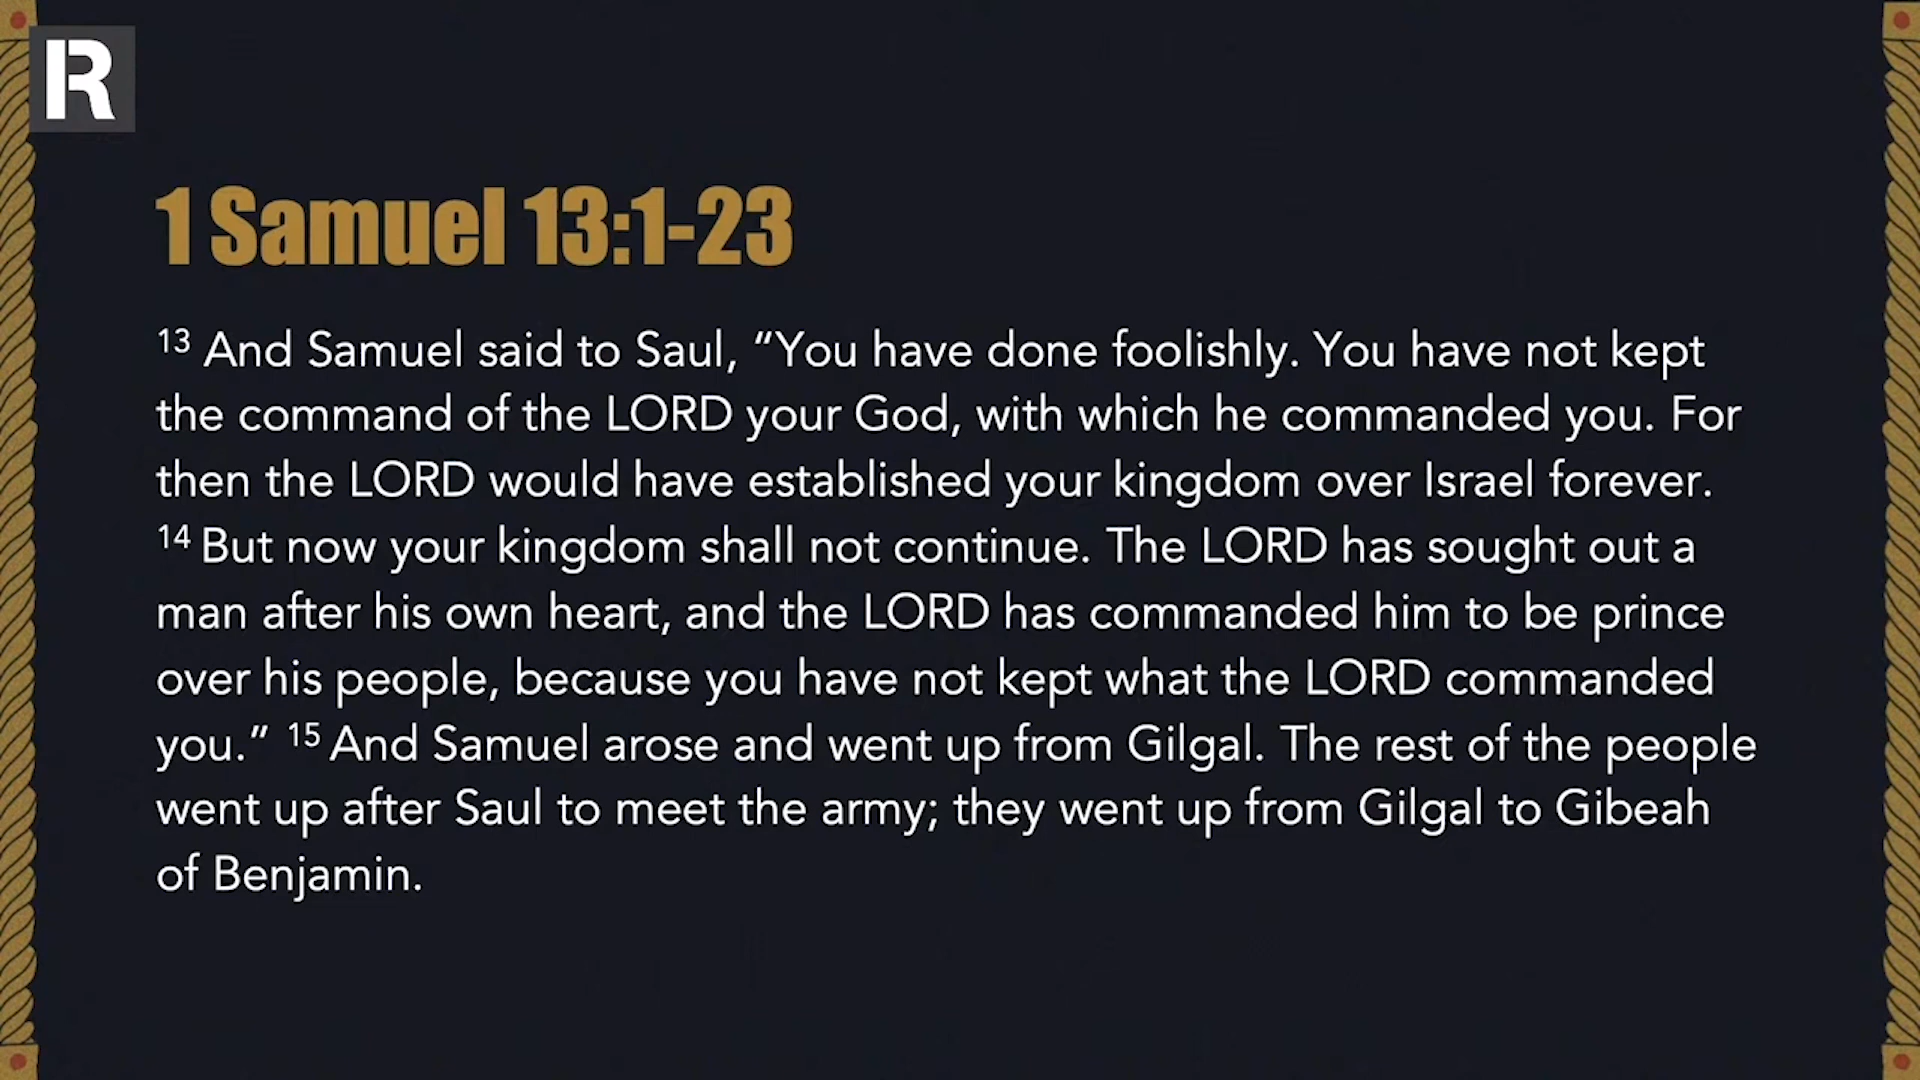 R
1 Samuel 13:1-23
13 And Samuel said to Saul, “You have done foolishly. You have not kept
the command of the LORD your God, with which he commanded you. For
then the LORD would have established your kingdom over Israel forever.
14 But now your kingdom shall not continue. The LORD has sought out a
man after his own heart, and the LORD has commanded him to be prince
over his people, because you have not kept what the LORD commanded
you.” 15 And Samuel arose and went up from Gilgal. The rest of the people
went up after Saul to meet the army; they went up from Gilgal to Gibeah
of Benjamin.